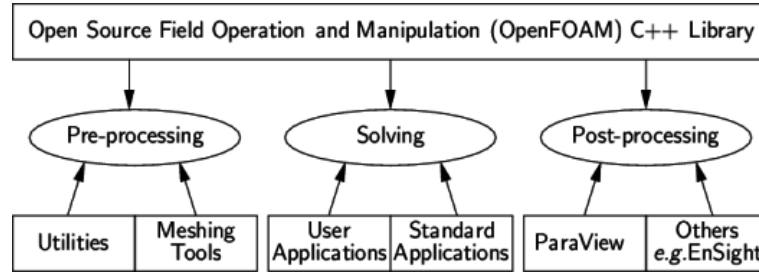 Open Source Field Operation and Manipulation (OpenFOAM) C++ Library
Pre-processing
Solving
Post-processing
Utilities
Meshing
Tools
User
Applications
Standard
Applications
ParaView
Others
e.g.EnSight